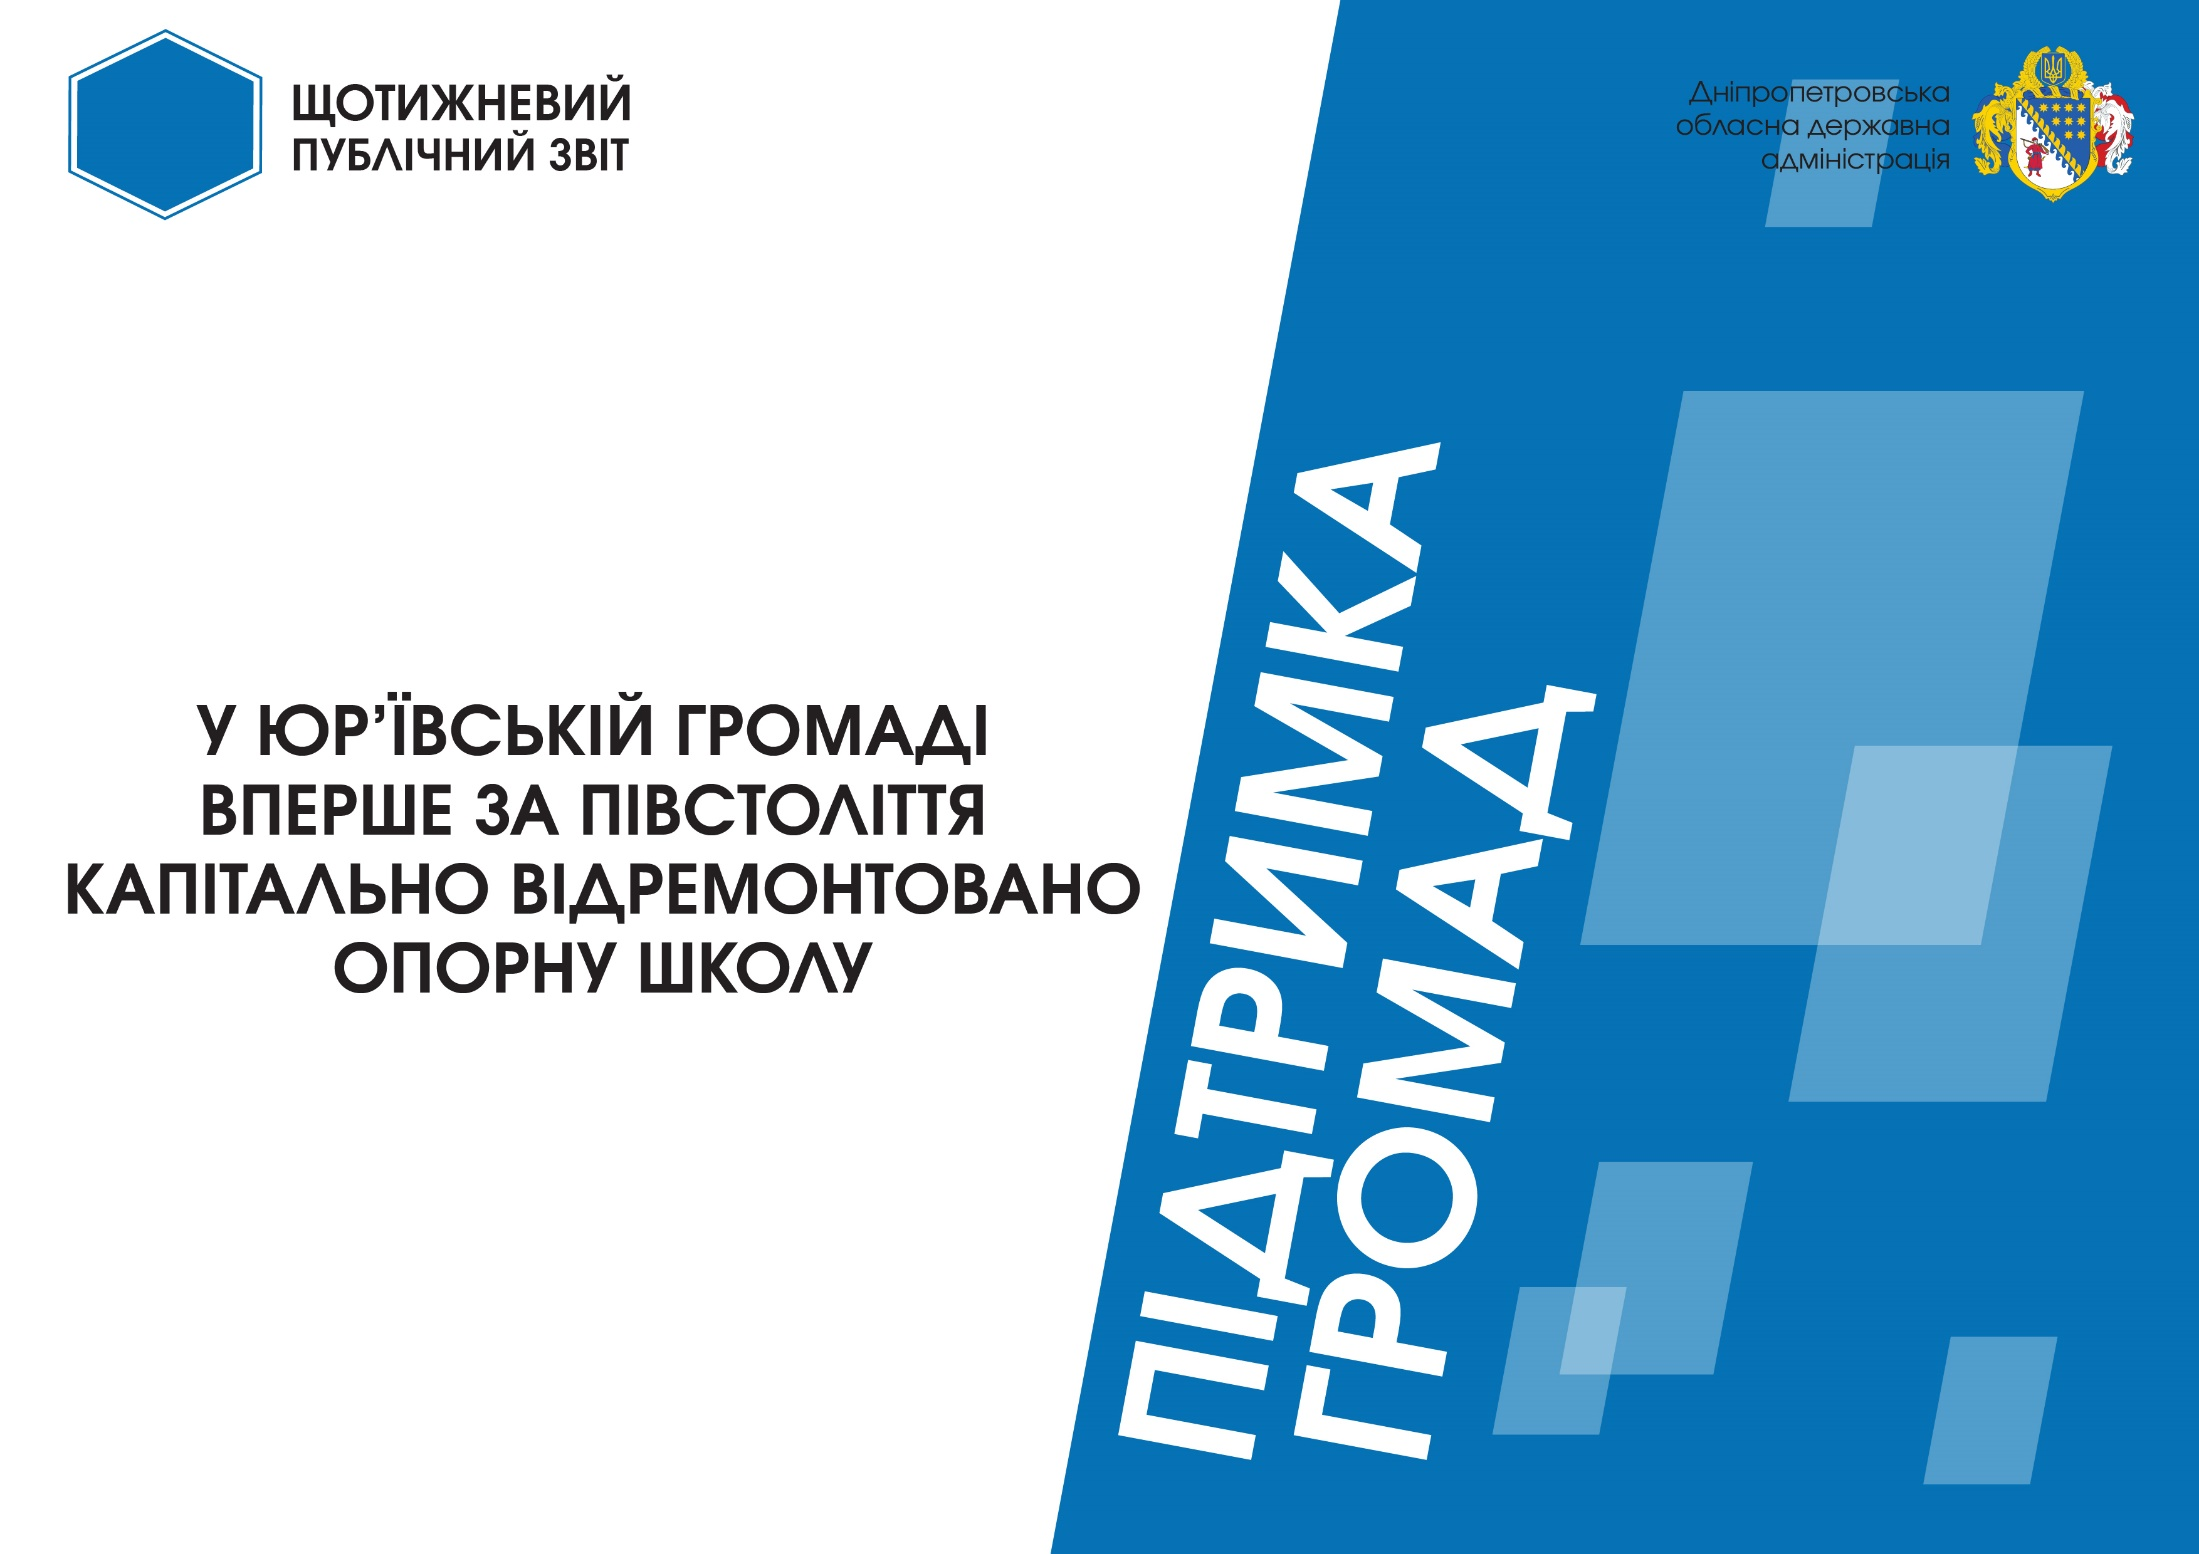 ЩОТИЖНЕВИЙ
ПУБЛІЧНИЙ ЗВІТ
Дніпропетровська
обласна державна
адміністрація
У ЮР’ЇВСЬКІЙ ГРОМАДІ
ВПЕРШЕ ЗА ПІВСТОЛІТТЯ
КАПІТАЛЬНО ВІДРЕМОНТОВАНО
ОПОРНУ ШКОЛУ
ПІДТРИМКА
ГРОМАД